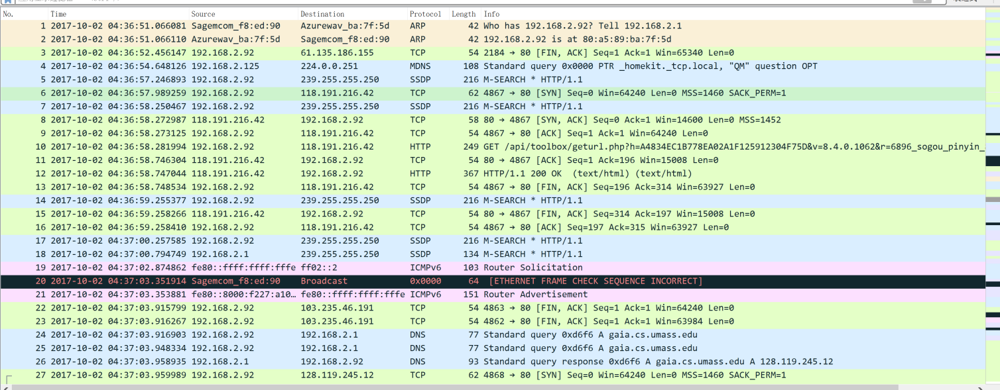 No. Time Source Destination Protocol Length Info
1 2017-10-02 04:36:51.066081 Sagemcom_f8:ed:90 Azurewav_ba:7f:5d ARP 42 Who has 192.168.2.92? Tell 192.168.2.1
2 2017-10-02 04:36:51.066110 Azurewav_ba:7f:5d Sagemcom_f8:ed:90 ARP 42 192.168.2.92 is at 80:a5:89:ba:7f:5d
3 2017-10-02 04:36:52.456147 192.168.2.92 61.135.186.155 TCP 54 2184 → 80 [FIN, ACK] Seq=1 Ack=1 Win=65340 Len=0
4 2017-10-02 04:36:54.648126 192.168.2.125 224.0.0.251 MDNS 108 Standard query 0x0000 PTR _homekit._tcp.local, "QM" question OPT
5 2017-10-02 04:36:57.246893 192.168.2.92 239.255.255.250 SSDP 216 M-SEARCH * HTTP/1.1
6 2017-10-02 04:36:57.989259 192.168.2.92 118.191.216.42 TCP 62 4867 → 80 [SYN] Seq=0 Win=64240 Len=0 MSS=1460 SACK_PERM=1
7 2017-10-02 04:36:58.250467 192.168.2.92 239.255.255.250 SSDP 216 M-SEARCH * HTTP/1.1
8 2017-10-02 04:36:58.272987 118.191.216.42 192.168.2.92 TCP 58 80 → 4867 [SYN, ACK] Seq=0 Ack=1 Win=14600 Len=0 MSS=1452
9 2017-10-02 04:36:58.273125 192.168.2.92 118.191.216.42 TCP 54 4867 → 80 [ACK] Seq=1 Ack=1 Win=64240 Len=0
10 2017-10-02 04:36:58.281994 192.168.2.92 118.191.216.42 HTTP 249 GET /api/toolbox/geturl.php?h=A4834EC1B778EA02A1F125912304F75D&v=8.4.0.1062&r=6896_sogou_pinyin_
11 2017-10-02 04:36:58.746304 118.191.216.42 192.168.2.92 TCP 54 80 → 4867 [ACK] Seq=1 Ack=196 Win=15008 Len=0
12 2017-10-02 04:36:58.747044 118.191.216.42 192.168.2.92 HTTP 367 HTTP/1.1 200 OK (text/html) (text/html)
13 2017-10-02 04:36:58.748534 192.168.2.92 118.191.216.42 TCP 54 4867 → 80 [FIN, ACK] Seq=196 Ack=314 Win=63927 Len=0
14 2017-10-02 04:36:59.255377 192.168.2.92 239.255.255.250 SSDP 216 M-SEARCH * HTTP/1.1
15 2017-10-02 04:36:59.258266 118.191.216.42 192.168.2.92 TCP 54 80 → 4867 [FIN, ACK] Seq=314 Ack=197 Win=15008 Len=0
16 2017-10-02 04:36:59.258410 192.168.2.92 118.191.216.42 TCP 54 4867 → 80 [ACK] Seq=197 Ack=315 Win=63927 Len=0
17 2017-10-02 04:37:00.257585 192.168.2.92 239.255.255.250 SSDP 216 M-SEARCH * HTTP/1.1
18 2017-10-02 04:37:00.794749 192.168.2.1 239.255.255.250 SSDP 134 M-SEARCH * HTTP/1.1
19 2017-10-02 04:37:02.874862 fe80::ffff:ffff:fffe ff02::2 ICMPv6 103 Router Solicitation
20 2017-10-02 04:37:03.351914 Sagemcom_f8:ed:90 Broadcast 0x0000 64 [ETHERNET FRAME CHECK SEQUENCE INCORRECT]
21 2017-10-02 04:37:03.353881 fe80::8000:f227:a10… fe80::ffff:ffff:fffe ICMPv6 151 Router Advertisement
22 2017-10-02 04:37:03.915799 192.168.2.92 103.235.46.191 TCP 54 4863 → 80 [FIN, ACK] Seq=1 Ack=1 Win=64240 Len=0
23 2017-10-02 04:37:03.916267 192.168.2.92 103.235.46.191 TCP 54 4862 → 80 [FIN, ACK] Seq=1 Ack=1 Win=63984 Len=0
24 2017-10-02 04:37:03.916903 192.168.2.92 192.168.2.1 DNS 77 Standard query 0xd6f6 A gaia.cs.umass.edu
25 2017-10-02 04:37:03.948334 192.168.2.92 192.168.2.1 DNS 77 Standard query 0xd6f6 A gaia.cs.umass.edu
26 2017-10-02 04:37:03.958935 192.168.2.1 192.168.2.92 DNS 93 Standard query response 0xd6f6 A gaia.cs.umass.edu A 128.119.245.12
27 2017-10-02 04:37:03.959989 192.168.2.92 128.119.245.12 TCP 62 4868 → 80 [SYN] Seq=0 Win=64240 Len=0 MSS=1460 SACK_PERM=1